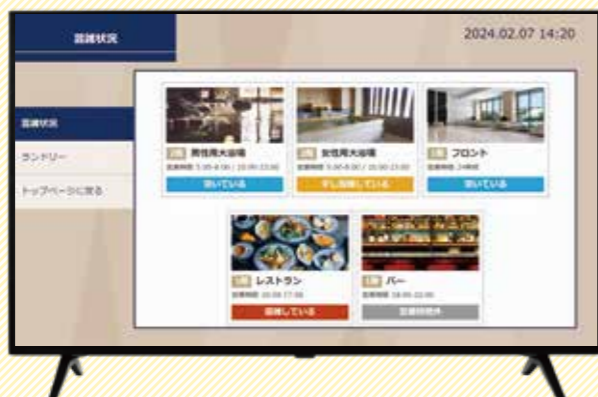 混雑状況
2024.02.07 14:20
混雑状況
ランドリー
トップページに戻る
男性用大浴場
女性用大浴場
フロント
営業時間 24時間
空いている
少し混雑している
空いている
レストラン
バー
混雑している
営業時間外